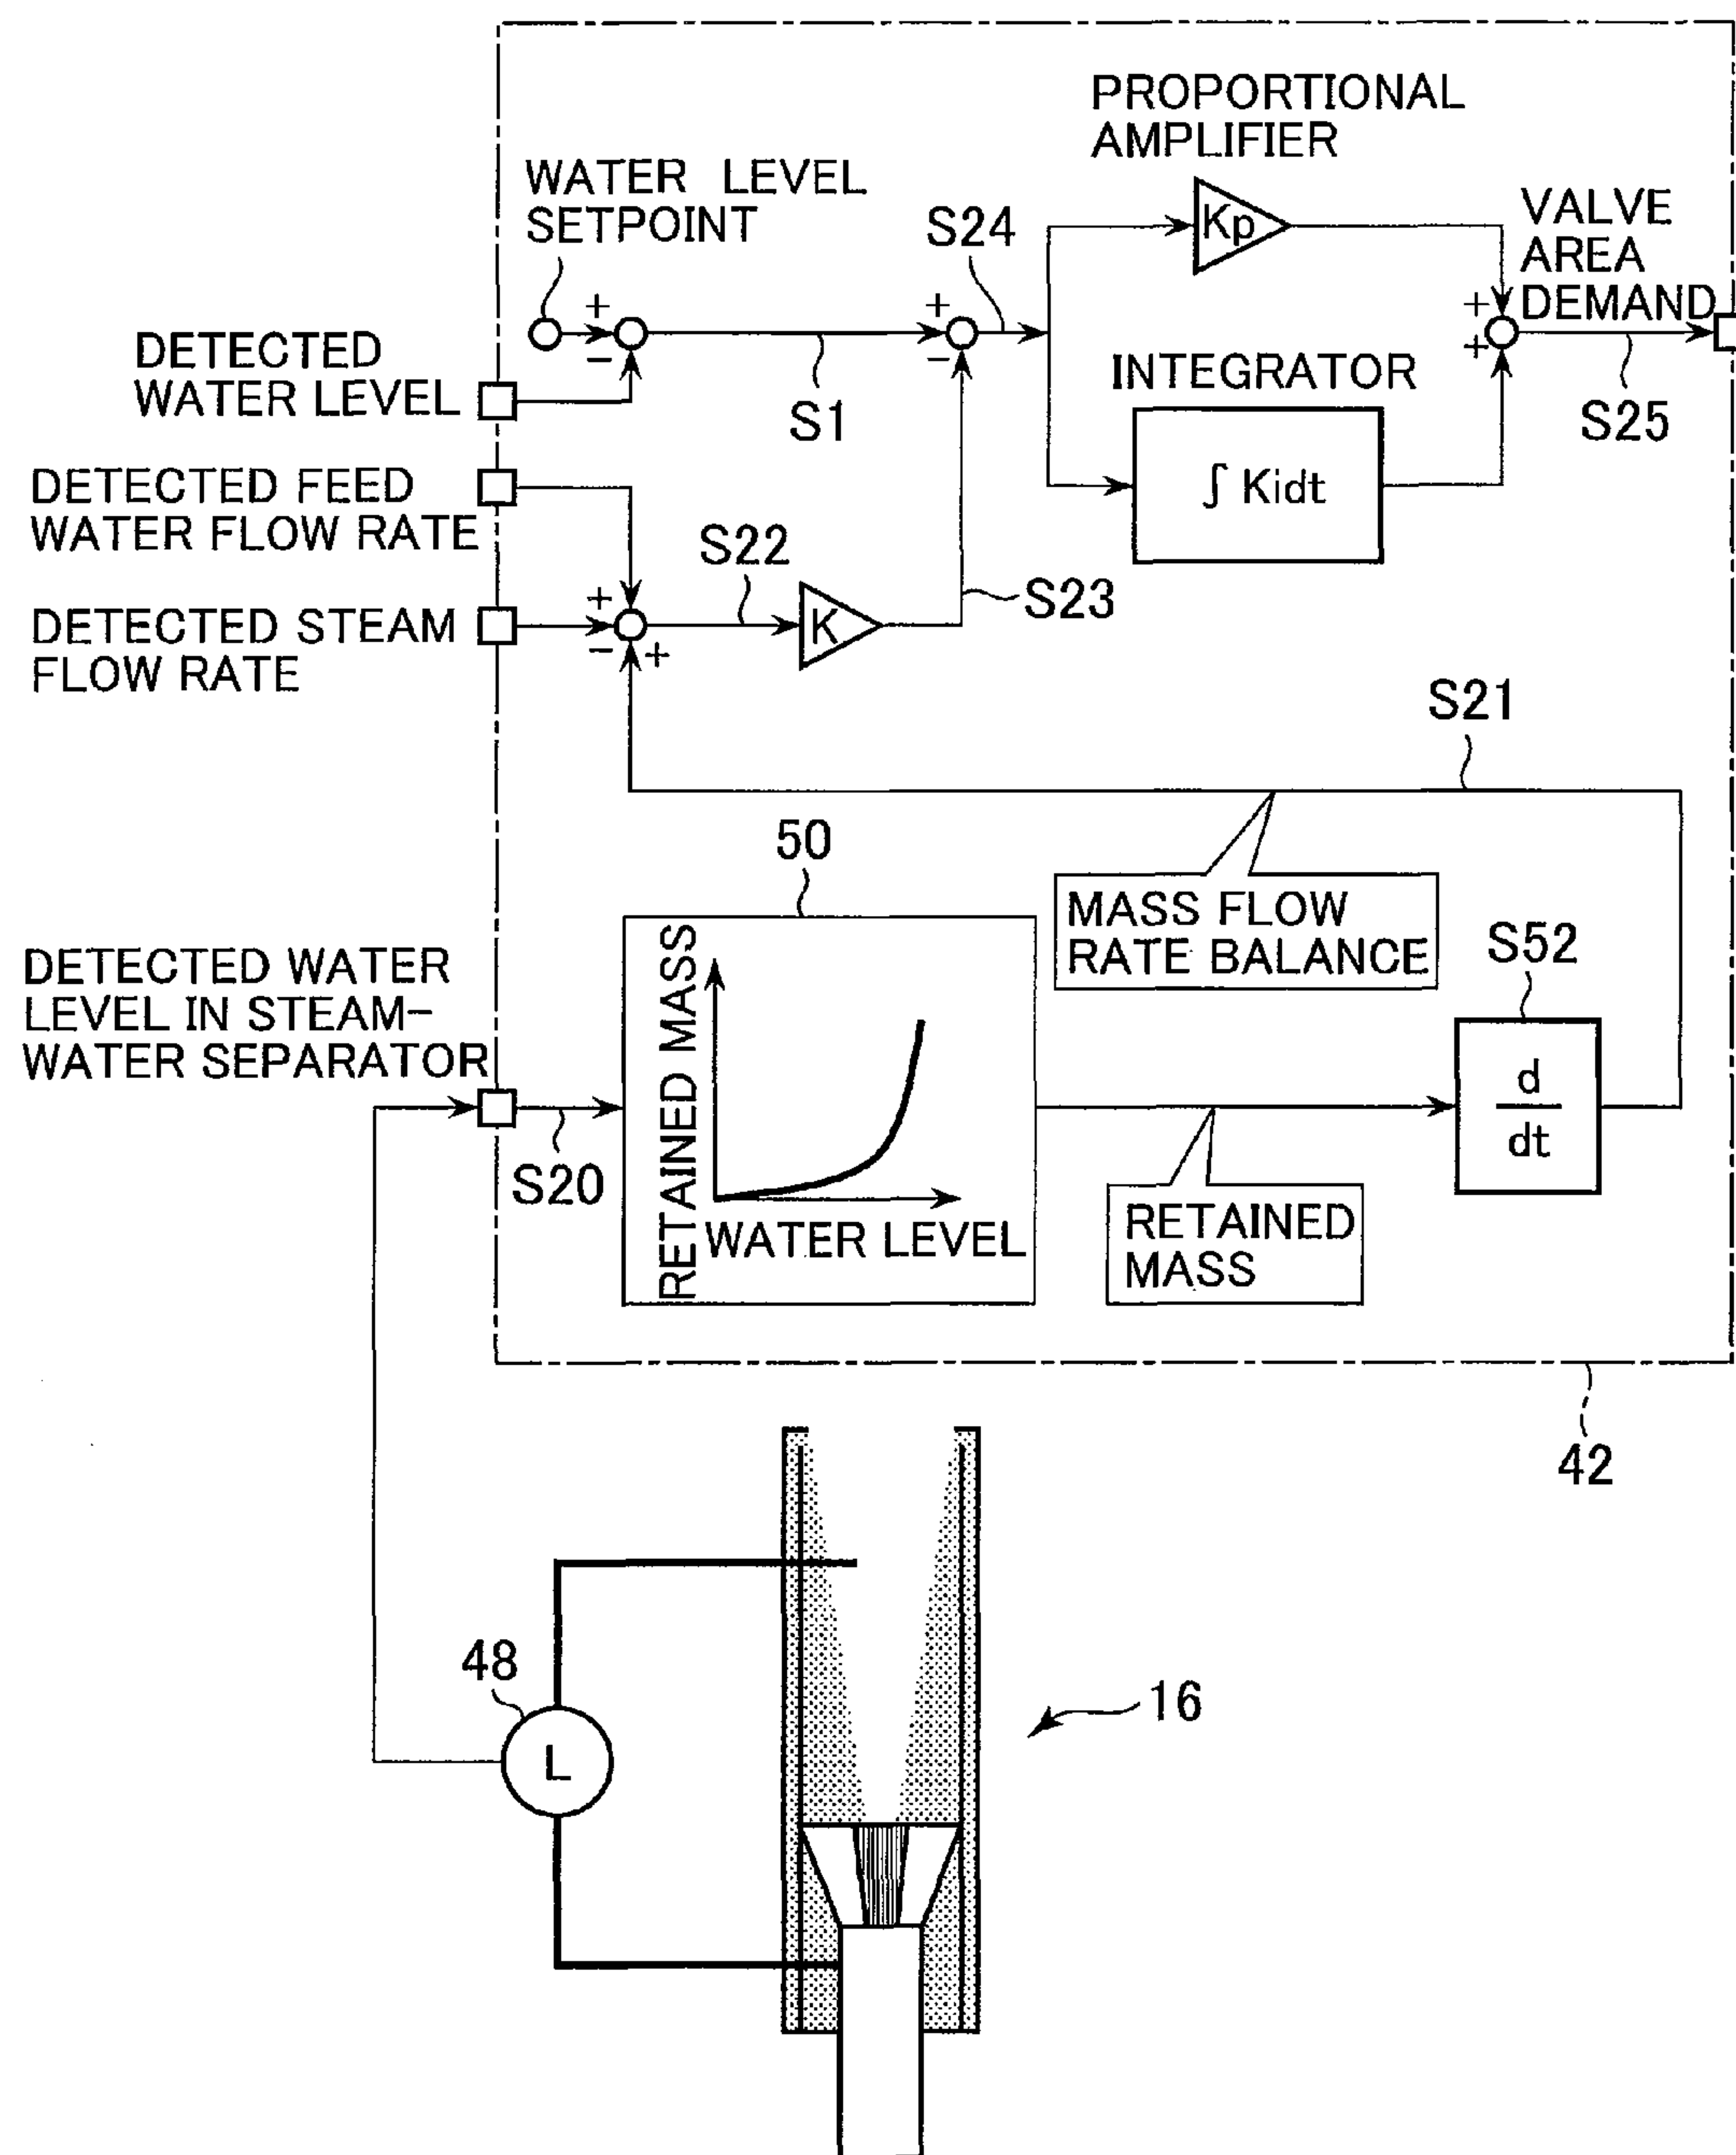 PROPORTIONAL
AMPLIFIER
WATER LEVEL
SETPOINT
S24
Kp
VALVE
AREA
DEMAND
+
+
+
+
−
−
DETECTED
WATER LEVEL
S1
INTEGRATOR
∫ Kidt
S25
DETECTED FEED
WATER FLOW RATE
S22
S23
DETECTED STEAM
FLOW RATE
+
−
+
K
S21
50
MASS FLOW
RATE BALANCE
S52
d
dt
DETECTED WATER
LEVEL IN STEAM-
WATER SEPARATOR
S20
RETAINED MASS
WATER LEVEL
RETAINED
MASS
42
48
L
16